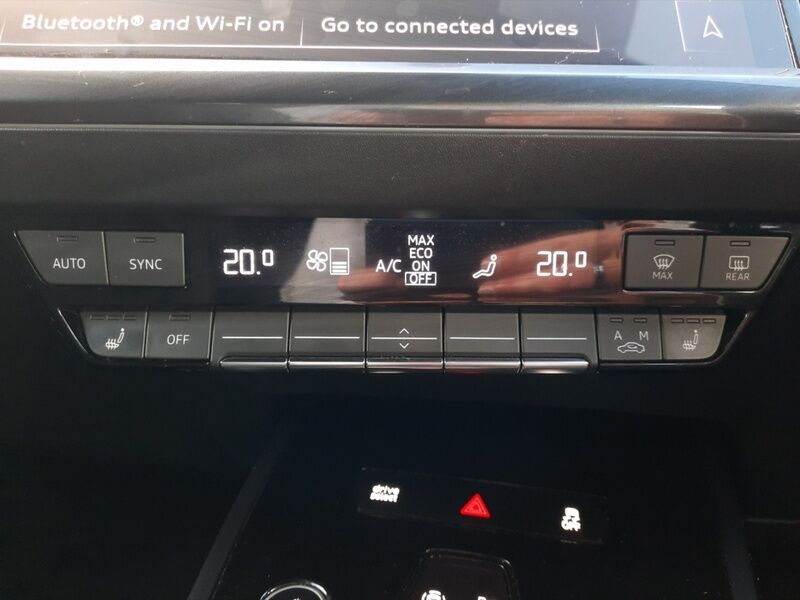 Bluetooth® and Wi-Fi on
Go to connected devices
AUTO
SYNC
20.0
A/C
MAX
ECO
ON
OFF
20.0
MAX
REAR
OFF
A M
drive
select
OFF